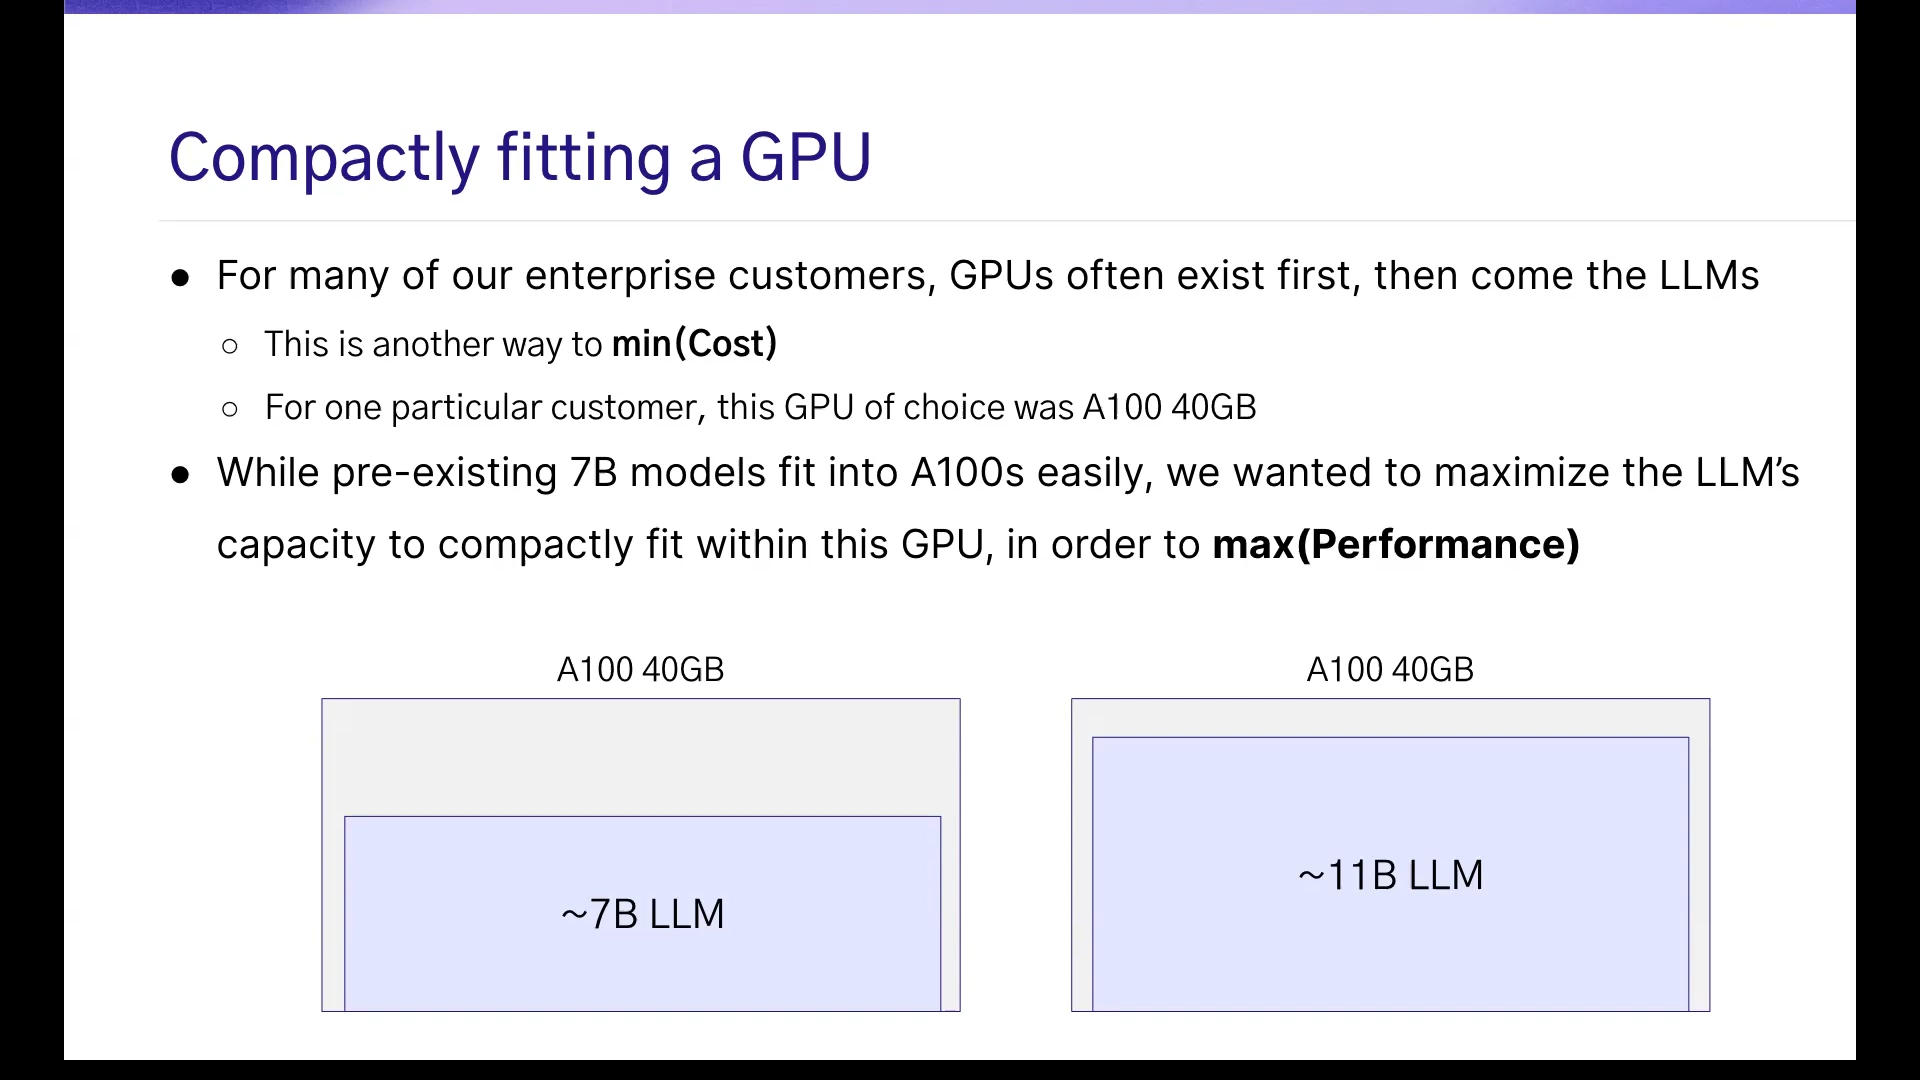 Compactly fitting a GPU
● For many of our enterprise customers, GPUs often exist first, then come the LLMs
○ This is another way to min(Cost)
○ For one particular customer, this GPU of choice was A100 40GB
● While pre-existing 7B models fit into A100s easily, we wanted to maximize the LLM’s
capacity to compactly fit within this GPU, in order to max(Performance)
A100 40GB
~7B LLM
A100 40GB
~11B LLM